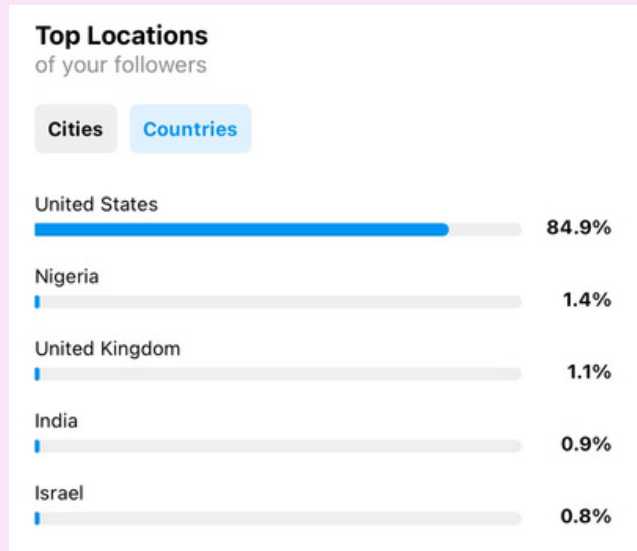 Top Locations
of your followers
Cities Countries
United States
84.9%
Nigeria
1.4%
United Kingdom
1.1%
India
0.9%
Israel
0.8%